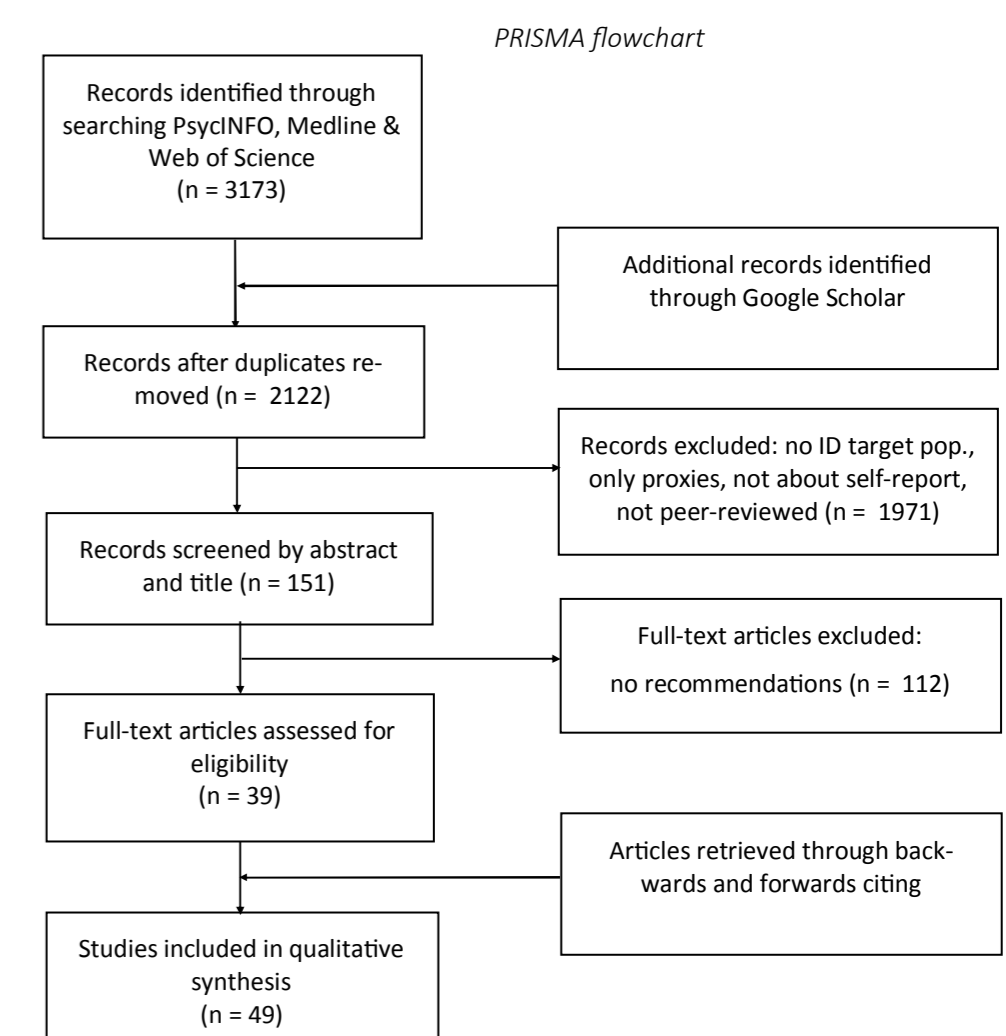 PRISMA flowchart
Records identified through
searching PsycINFO, Medline &
Web of Science
(n = 3173)
Additional records identified
through Google Scholar
Records after duplicates re-
moved (n =  2122)
Records excluded: no ID target pop.,
only proxies, not about self-report,
not peer-reviewed (n =  1971)
Records screened by abstract
and title (n = 151)
Full-text articles excluded:
no recommendations (n =  112)
Full-text articles assessed for
eligibility
(n = 39)
Articles retrieved through back-
wards and forwards citing
Studies included in qualitative
synthesis
(n = 49)